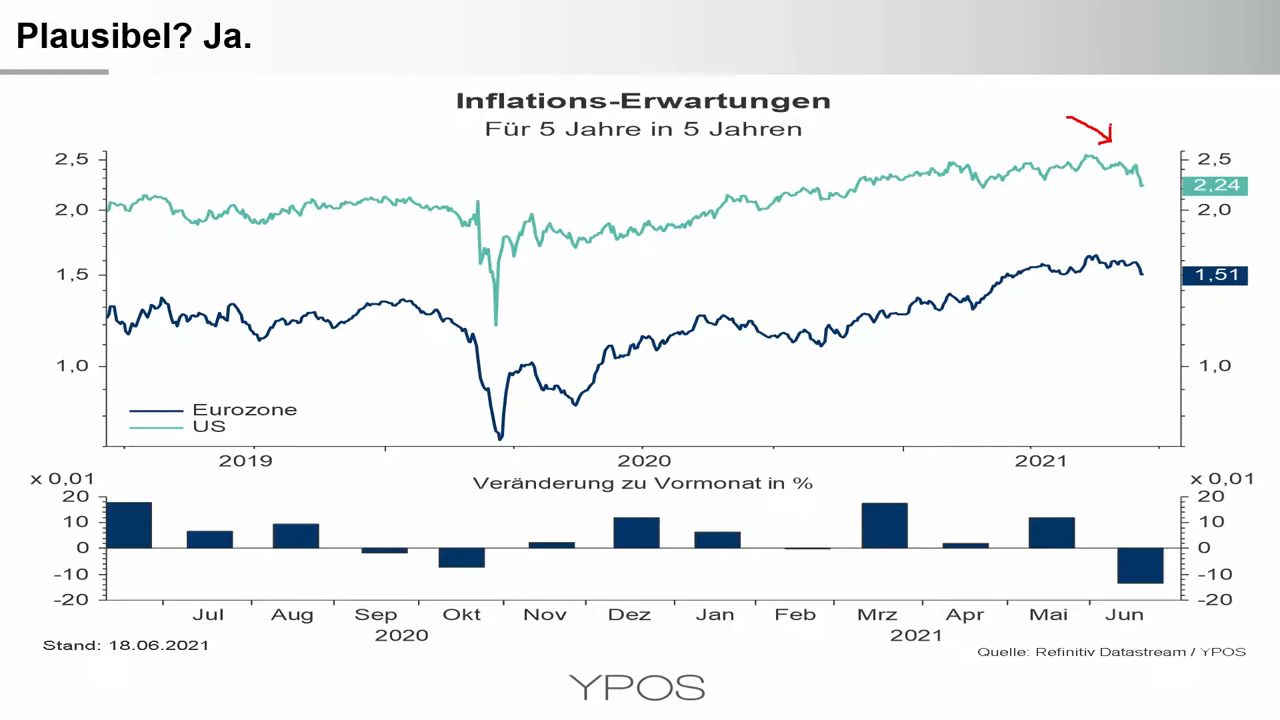 Plausibel? Ja.
Inflations-Erwartungen
Für 5 Jahre in 5 Jahren
2,5
2,0
1,5
1,0
2,5
2,24
2,0
1,51
1,0
Eurozone
US
2019
2020
2021
x 0,01
Veränderung zu Vormonat in %
x 0,01
20
10
0
-10
-20
20
10
0
-10
-20
Jul Aug Sep Okt Nov Dez Jan Feb Mrz Apr Mai Jun
2020
2021
Stand: 18.06.2021
Quelle: Refinitiv Datastream / YPOS
YPOS